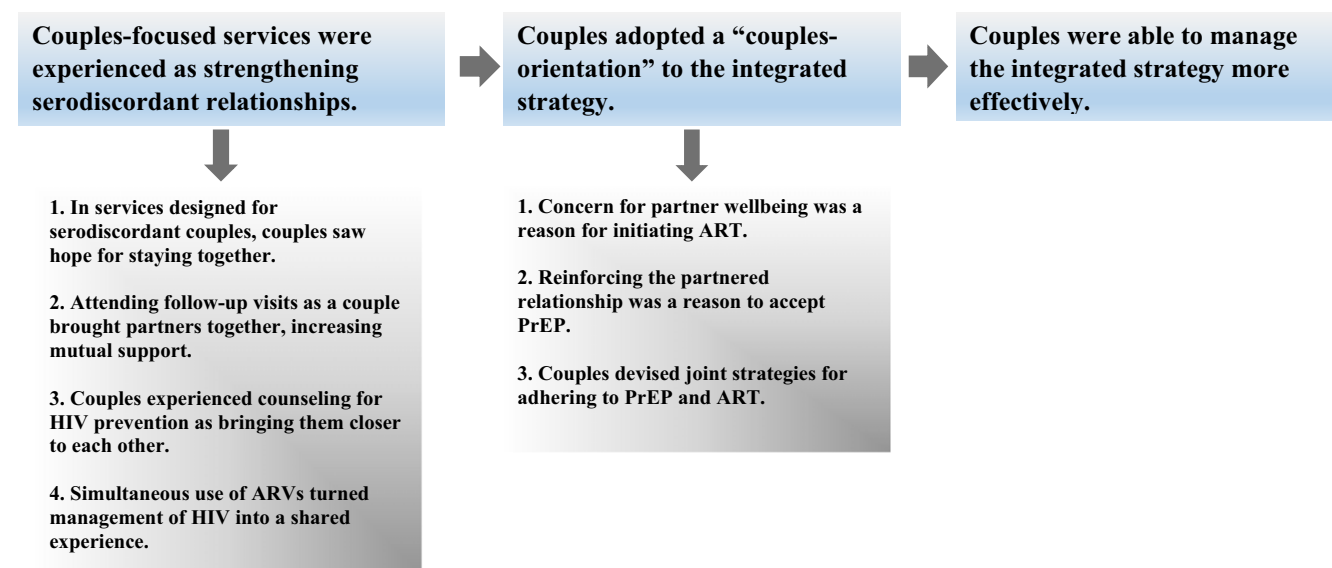 Couples-focused services were
experienced as strengthening
serodiscordant relationships.
Couples adopted a “couples-
orientation” to the integrated
strategy.
Couples were able to manage
the integrated strategy more
effectively.
1. In services designed for
serodiscordant couples, couples saw
hope for staying together.
2. Attending follow-up visits as a couple
brought partners together, increasing
mutual support.
3. Couples experienced counseling for
HIV prevention as bringing them closer
to each other.
4. Simultaneous use of ARVs turned
management of HIV into a shared
experience.
1. Concern for partner wellbeing was a
reason for initiating ART.
2. Reinforcing the partnered
relationship was a reason to accept
PrEP.
3. Couples devised joint strategies for
adhering to PrEP and ART.